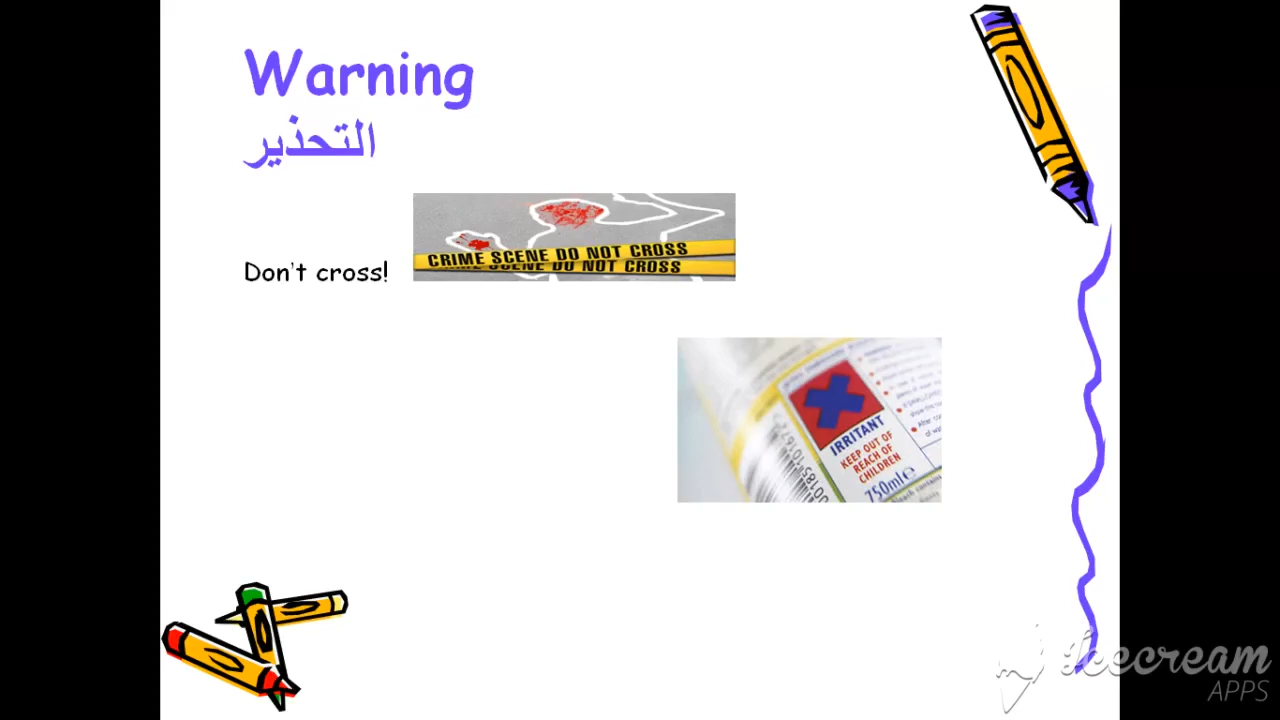 Warning
التحذير
Don't cross!
CRIME SCENE DO NOT CROSS
CRIME SCENE DO NOT CROSS
IRRITANT
KEEP OUT OF
REACH OF
CHILDREN
750ml e
Icecream
APPS